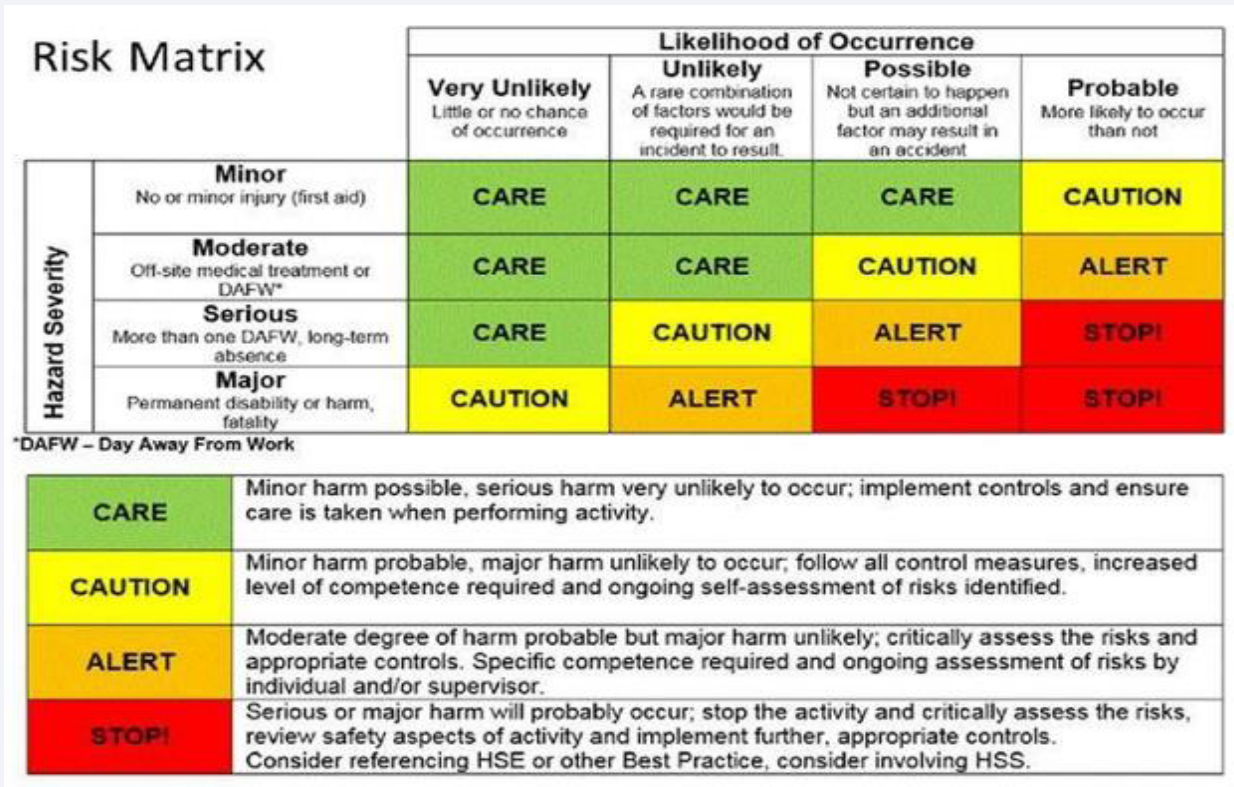 Risk Matrix
Likelihood of Occurrence
Very Unlikely
Little or no chance
of occurrence
Unlikely
A rare combination
of factors would be
required for an
incident to result.
Possible
Not certain to happen
but an additional
factor may result in
an accident
Probable
More likely to occur
than not
Hazard Severity
Minor
No or minor injury (first aid)
CARE
CARE
CARE
CAUTION
Moderate
Off-site medical treatment or
DAFW*
CARE
CARE
CAUTION
ALERT
Serious
More than one DAFW, long-term
absence
CARE
CAUTION
ALERT
STOP!
Major
Permanent disability or harm,
fatality
CAUTION
ALERT
STOP!
STOP!
*DAFW – Day Away From Work
CARE
Minor harm possible, serious harm very unlikely to occur; implement controls and ensure
care is taken when performing activity.
CAUTION
Minor harm probable, major harm unlikely to occur; follow all control measures, increased
level of competence required and ongoing self-assessment of risks identified.
ALERT
Moderate degree of harm probable but major harm unlikely; critically assess the risks and
appropriate controls. Specific competence required and ongoing assessment of risks by
individual and/or supervisor.
STOP!
Serious or major harm will probably occur; stop the activity and critically assess the risks,
review safety aspects of activity and implement further, appropriate controls.
Consider referencing HSE or other Best Practice, consider involving HSS.